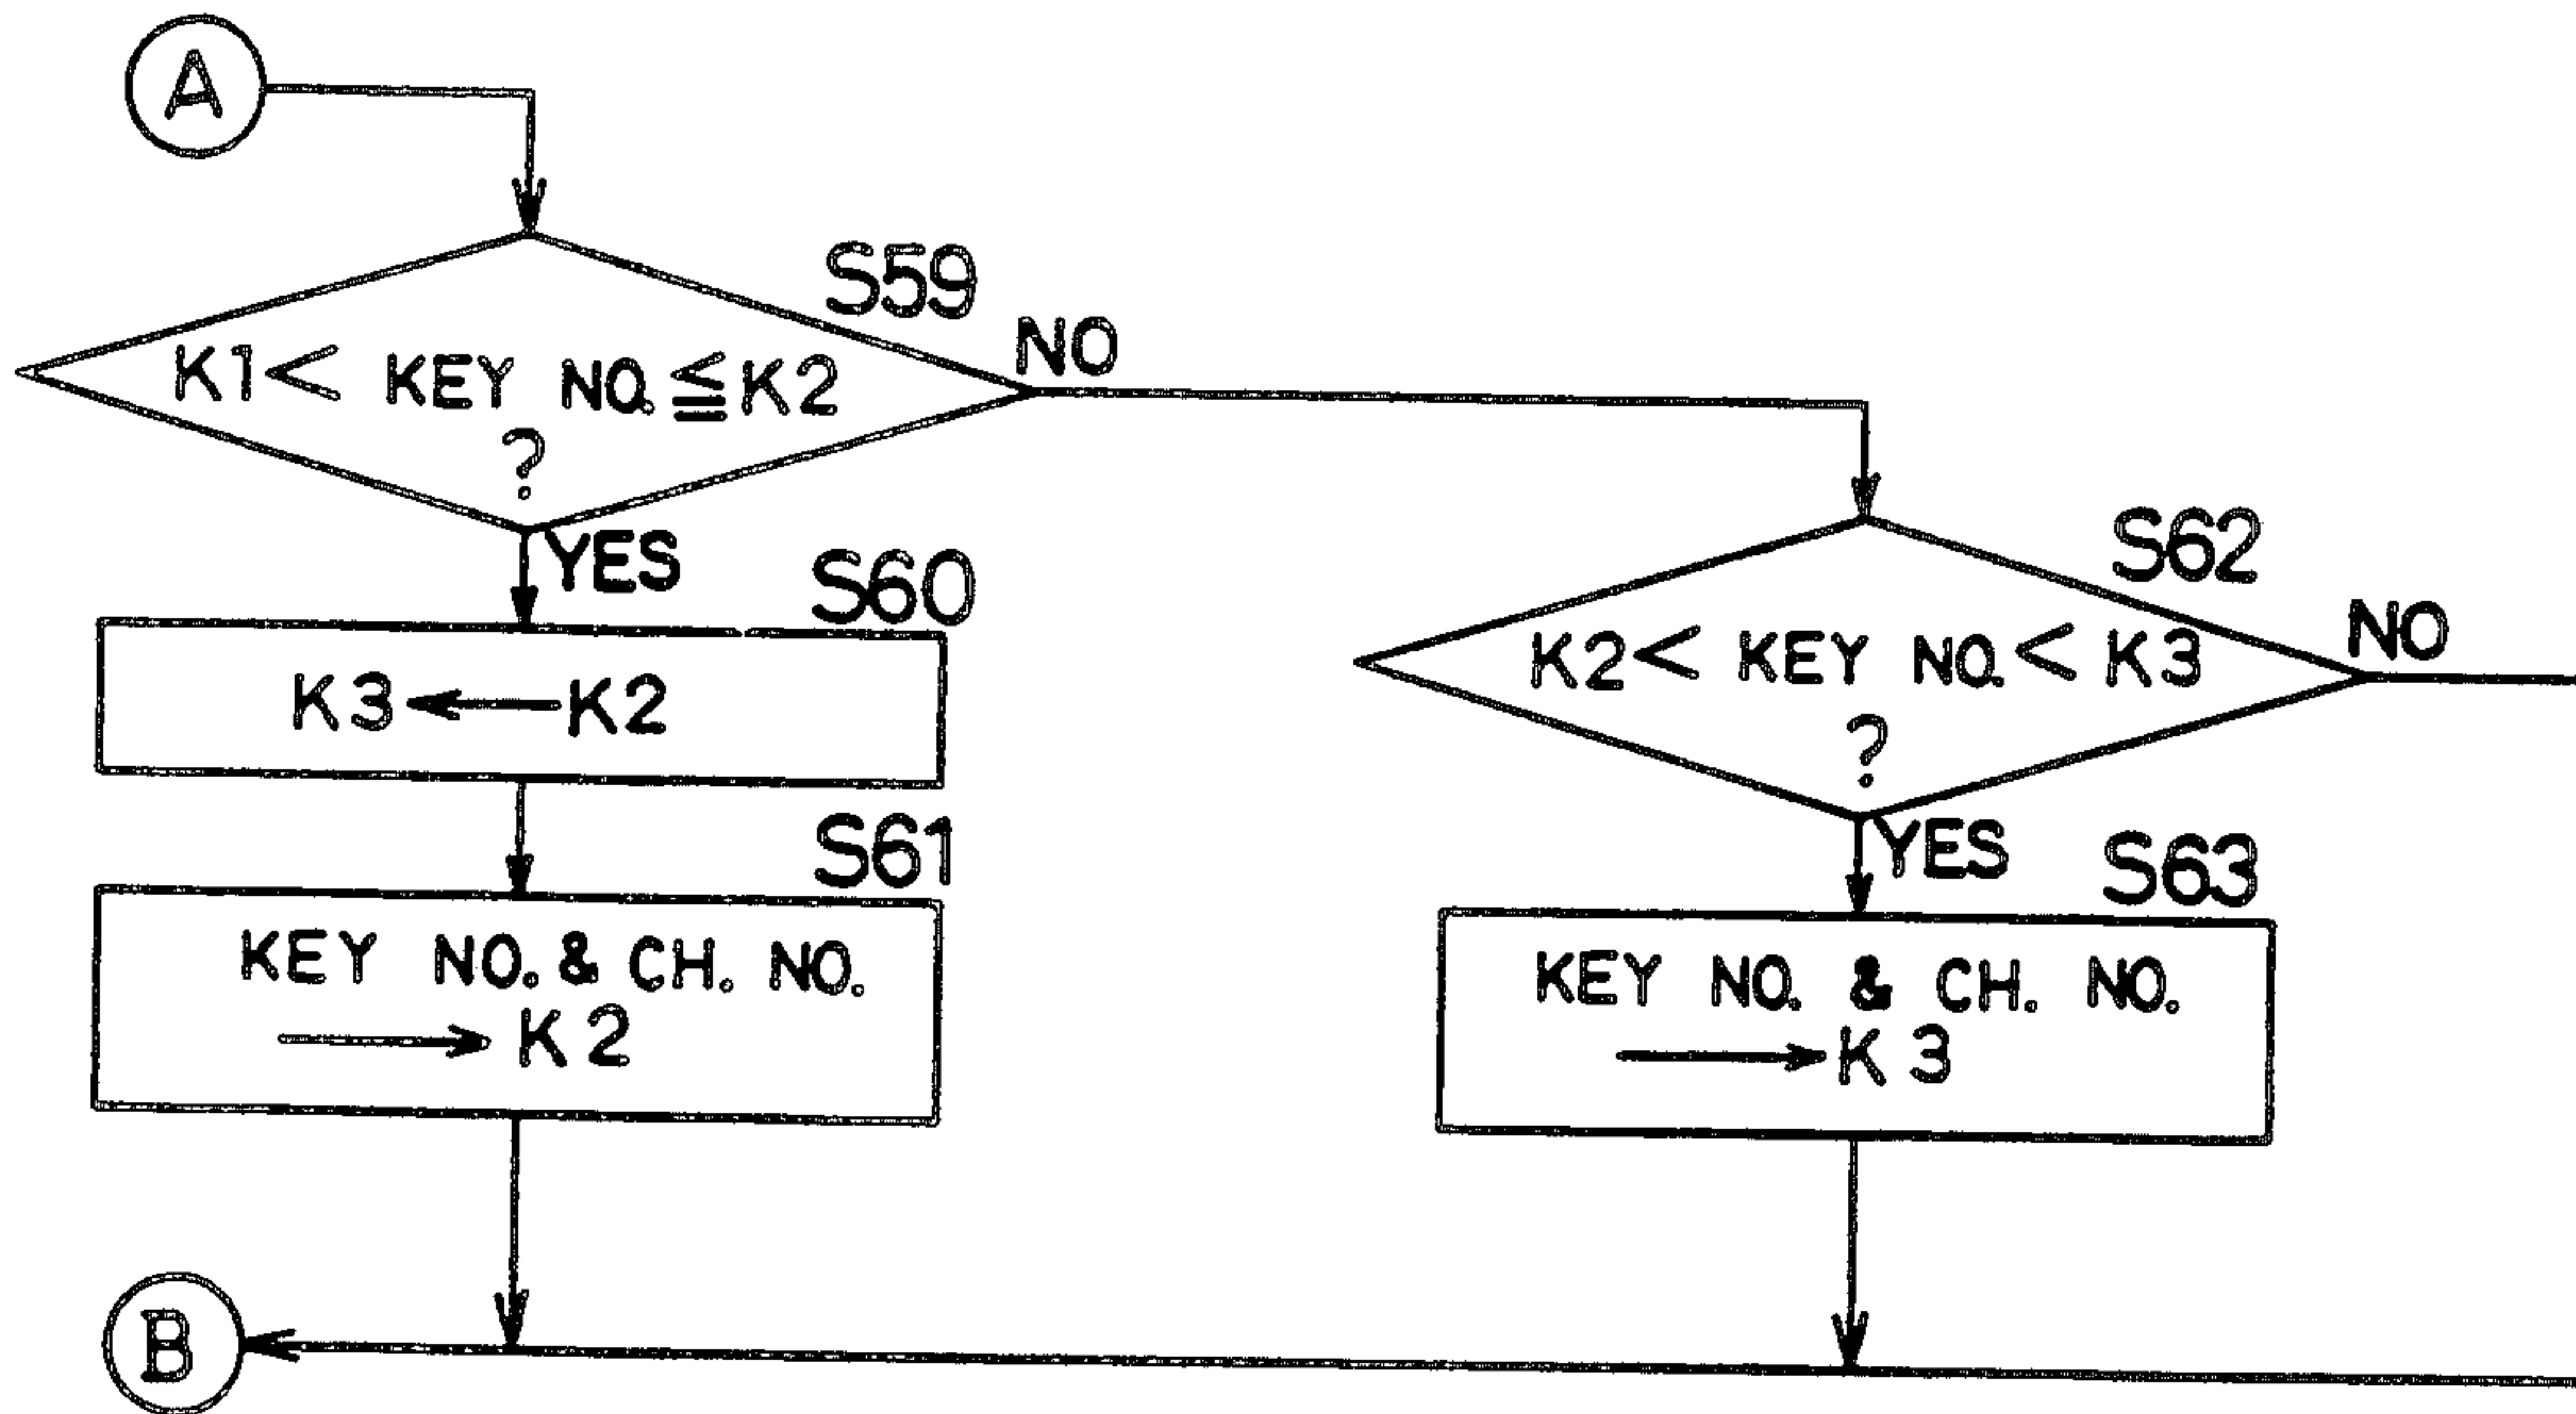 A
S59
K1< KEY NO.≦K2
?
NO
YES
S60
K3←K2
S61
KEY NO. & CH. NO.
→K2
S62
K2< KEY NO.< K3
?
NO
YES
S63
KEY NO. & CH. NO.
→K3
B